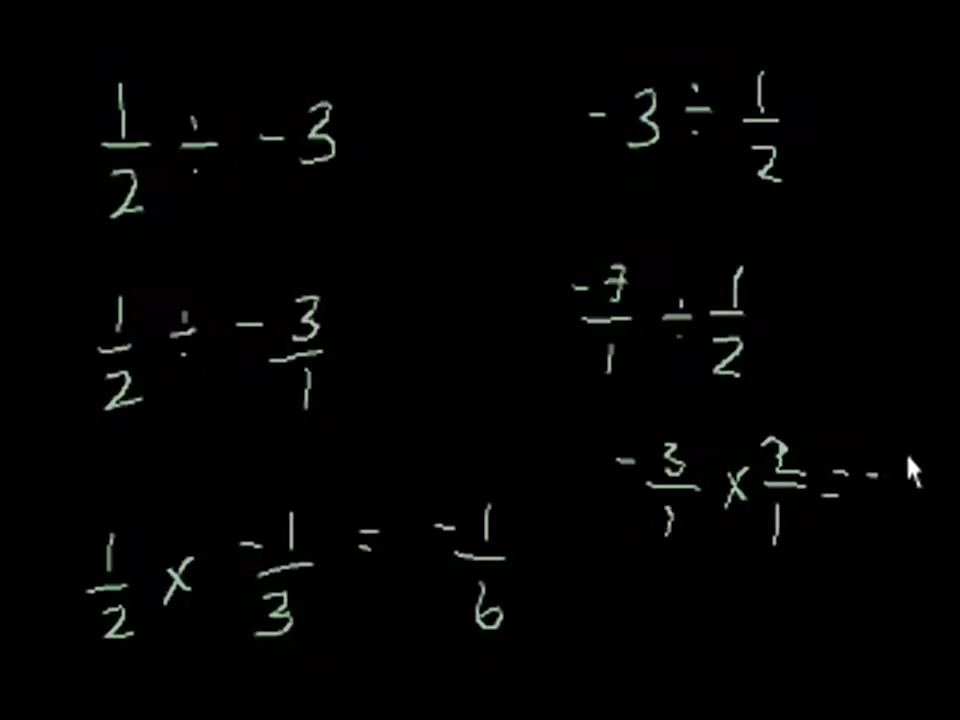 1/2 ÷ -3
1/2 ÷ -3/1
1/2 x -1/3 = -1/6
-3 ÷ 1/2
-3/1 ÷ 1/2
-3/1 x 2/1 = -